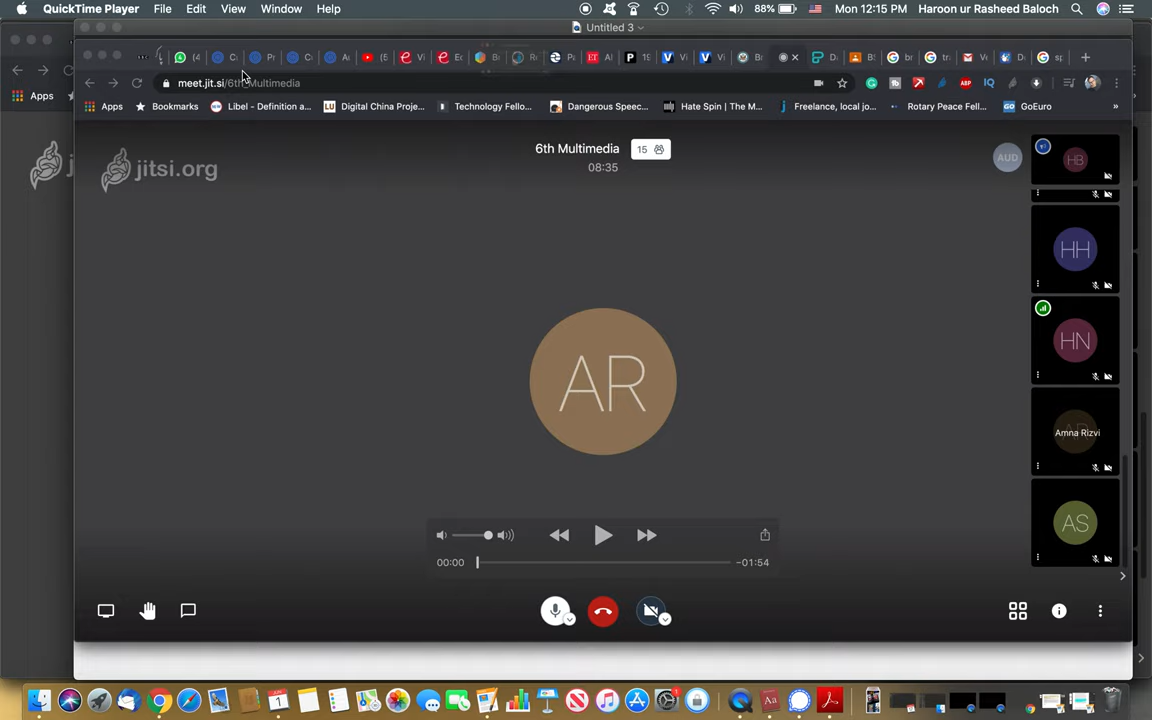 QuickTime Player File Edit View Window Help 88% Mon 12:15 PM Haroon ur Rasheed Baloch
Untitled 3
meet.jit.si/6thMultimedia
Apps
Apps Bookmarks Libel - Definition a... Digital China Proje... Technology Fello... Dangerous Speec... Hate Spin | The M... Freelance, local jo... Rotary Peace Fell... GoEuro »
jitsi.org
6th Multimedia 15
08:35
AUD
HB
HH
HN
AR
Amna Rizvi
AS
00:00 -01:54